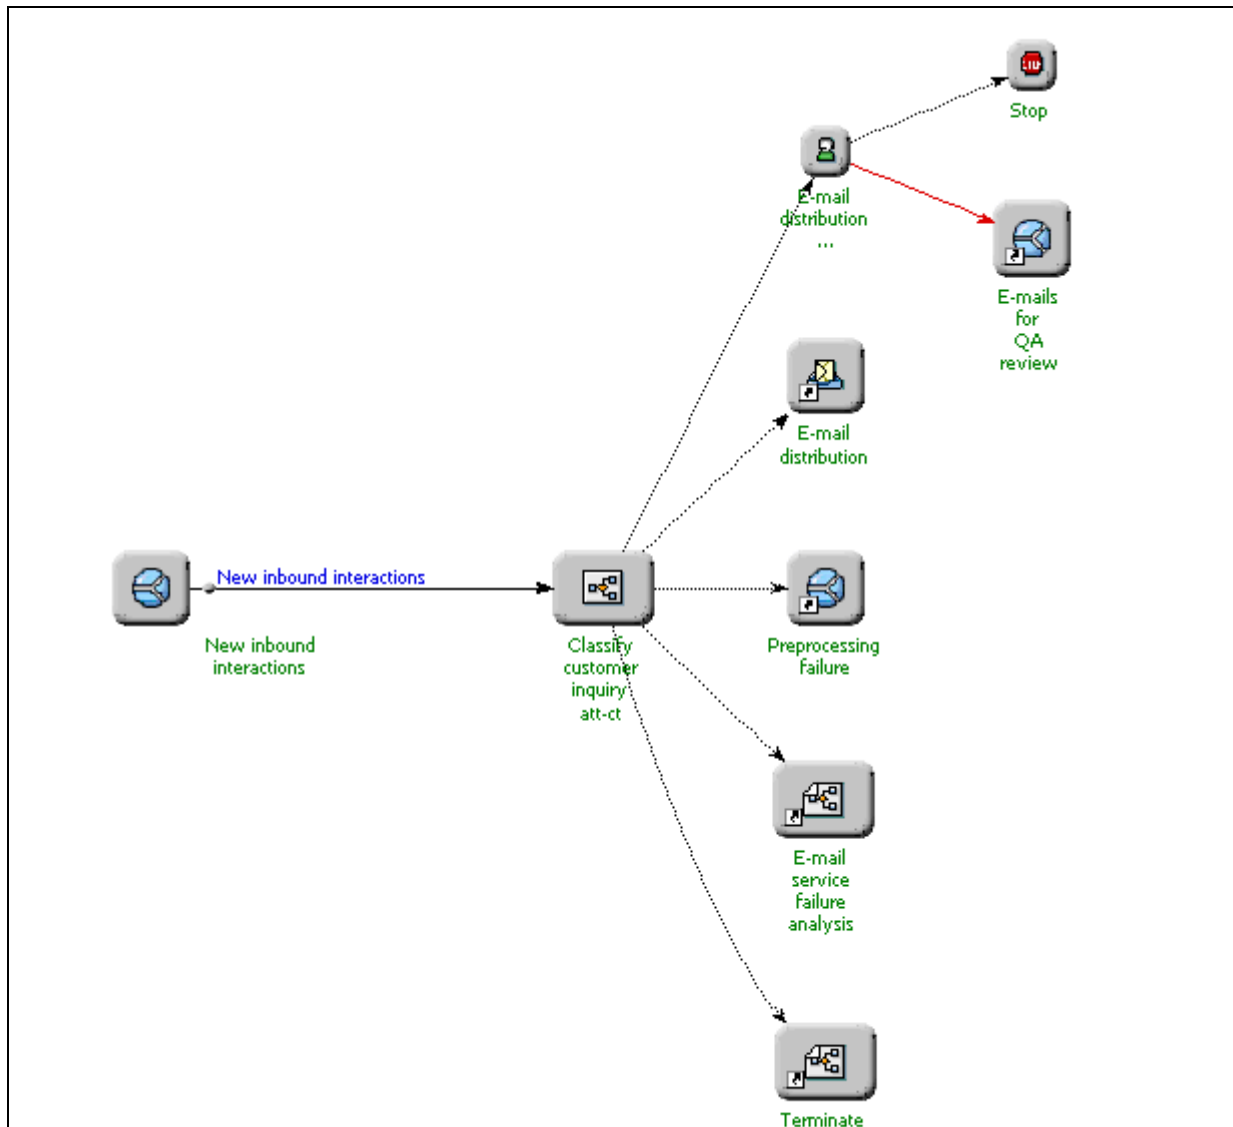 Stop
E-mail
distribution
...
E-mails
for
QA
review
E-mail
distribution
New inbound interactions
New inbound
interactions
Classify
customer
inquiry
att-ct
Preprocessing
failure
E-mail
service
failure
analysis
Terminate